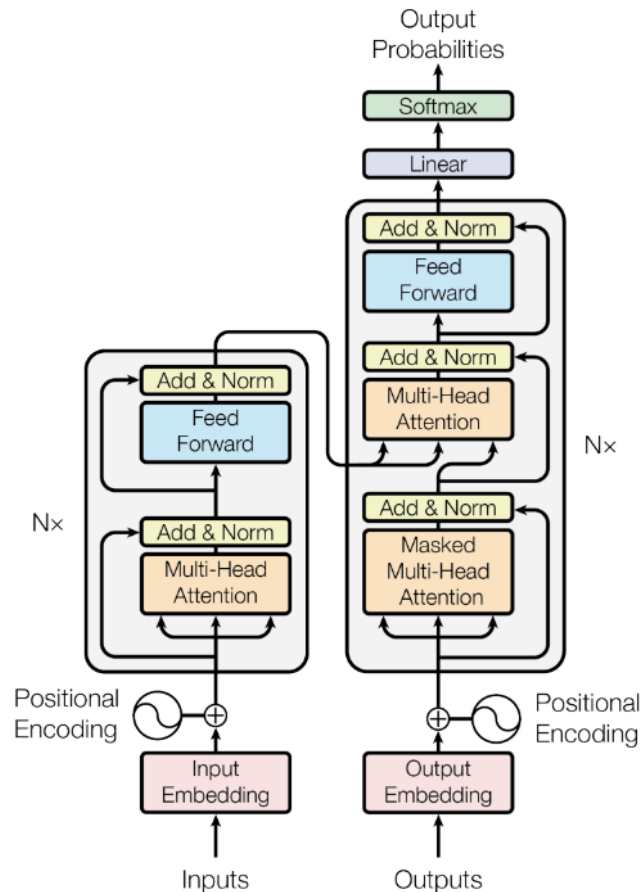 Output
Probabilities
Softmax
Linear
Add & Norm
Feed
Forward
Add & Norm
Multi-Head
Attention
Nx
Add & Norm
Masked
Multi-Head
Attention
Add & Norm
Feed
Forward
Nx
Add & Norm
Multi-Head
Attention
Positional
Encoding
Positional
Encoding
Input
Embedding
Output
Embedding
Inputs
Outputs